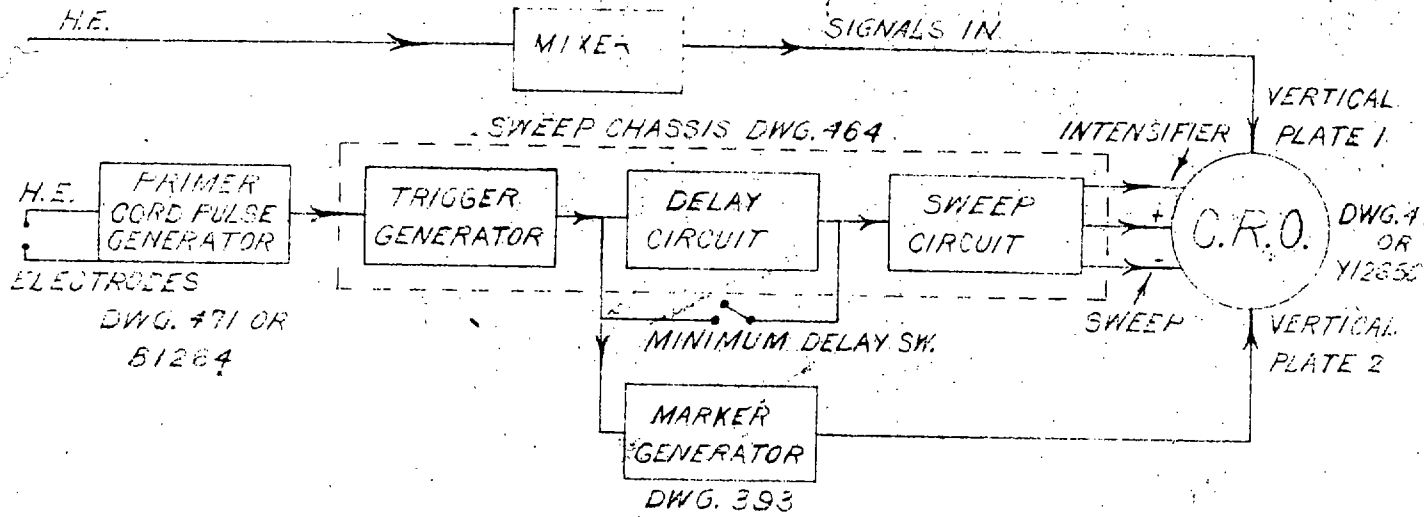 H.E.
MIXER
SIGNALS IN
VERTICAL
PLATE 1
INTENSIFIER
SWEEP CHASSIS DWG. 464
H.E.
PRIMER
CORD PULSE
GENERATOR
TRIGGER
GENERATOR
DELAY
CIRCUIT
SWEEP
CIRCUIT
+
-
C.R.O.
DWG. 4
OR
ELECTRODES
DWG. 471 OR
MINIMUM DELAY SW.
SWEEP
VERTICAL
PLATE 2
MARKER
GENERATOR
DWG. 393